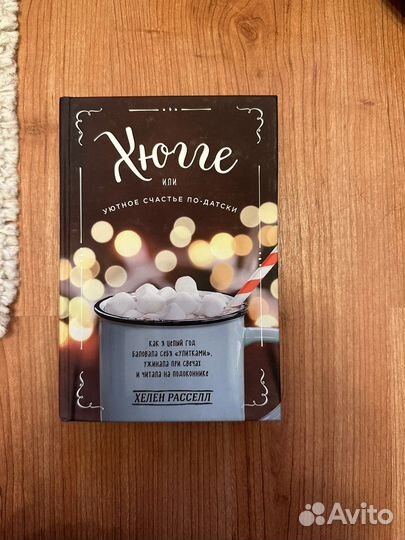 Хюгге
или
уютное счастье по-датски
как я целый год
баловала себя «улитками»,
ужинала при свечах
и читала на подоконнике
Хелен Расселл
Avito